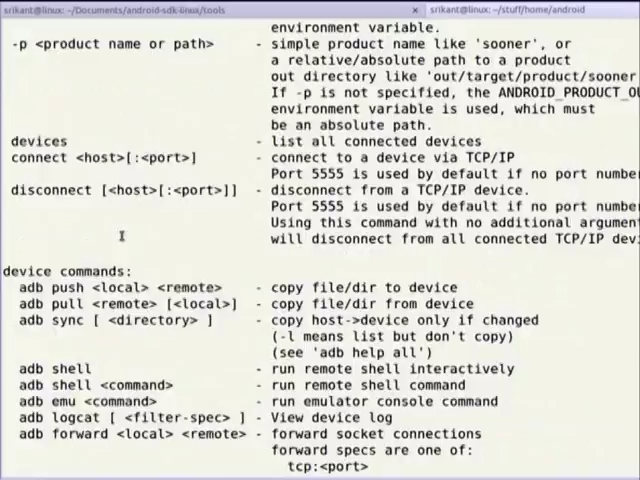 srikant@linux: ~/Documents/android-sdk-linux/tools
srikant@linux: ~/stuff/home/android
environment variable.
-p <product name or path> - simple product name like 'sooner', or
a relative/absolute path to a product
out directory like 'out/target/product/sooner
If -p is not specified, the ANDROID_PRODUCT_OU
environment variable is used, which must
be an absolute path.
devices - list all connected devices
connect <host>[:<port>] - connect to a device via TCP/IP
Port 5555 is used by default if no port number
disconnect [<host>[:<port>]] - disconnect from a TCP/IP device.
Port 5555 is used by default if no port number
Using this command with no additional argumen
will disconnect from all connected TCP/IP dev
device commands:
adb push <local> <remote> - copy file/dir to device
adb pull <remote> [<local>] - copy file/dir from device
adb sync [ <directory> ] - copy host->device only if changed
(-l means list but don't copy)
(see 'adb help all')
adb shell - run remote shell interactively
adb shell <command> - run remote shell command
adb emu <command> - run emulator console command
adb logcat [ <filter-spec> ] - View device log
adb forward <local> <remote> - forward socket connections
forward specs are one of:
tcp:<port>